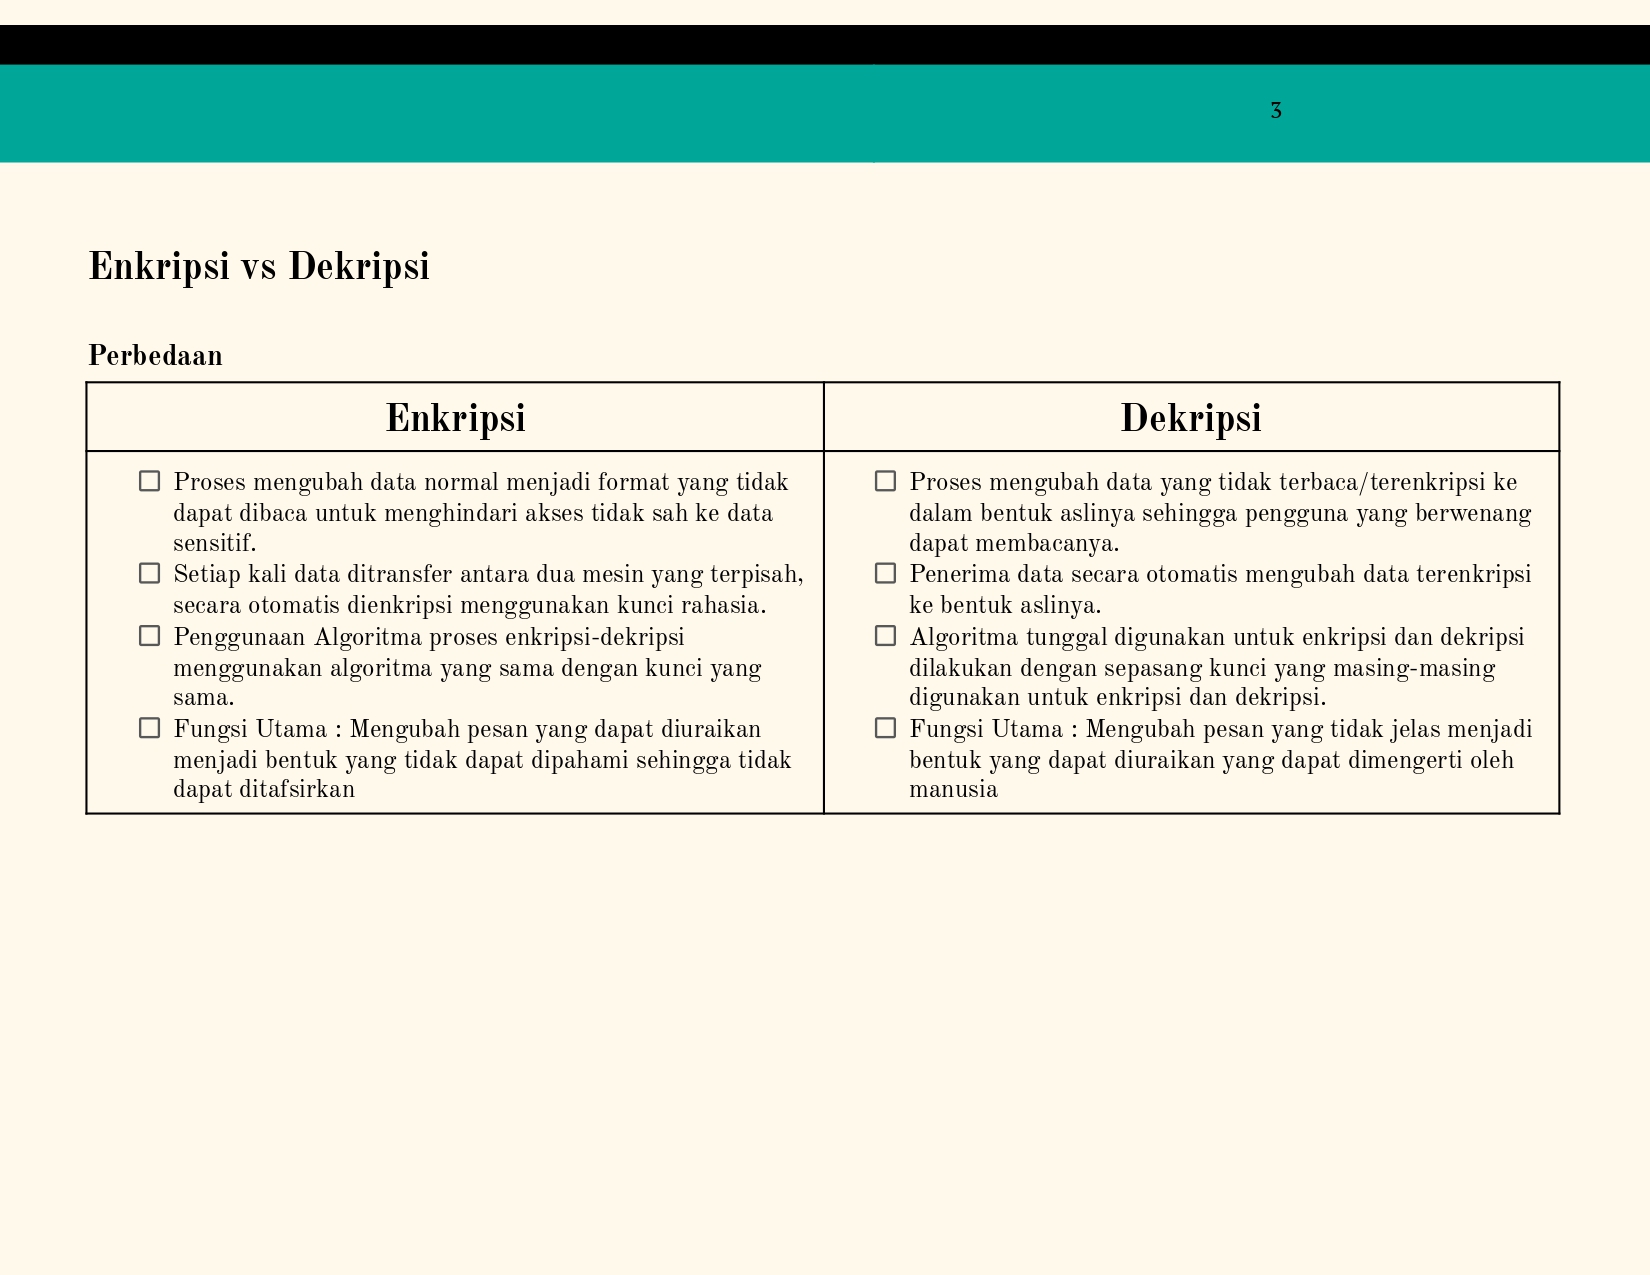 3
Enkripsi vs Dekripsi
Perbedaan
Enkripsi
Dekripsi
Proses mengubah data normal menjadi format yang tidak
dapat dibaca untuk menghindari akses tidak sah ke data
sensitif.
Setiap kali data ditransfer antara dua mesin yang terpisah,
secara otomatis dienkripsi menggunakan kunci rahasia.
Penggunaan Algoritma proses enkripsi-dekripsi
menggunakan algoritma yang sama dengan kunci yang
sama.
Fungsi Utama : Mengubah pesan yang dapat diuraikan
menjadi bentuk yang tidak dapat dipahami sehingga tidak
dapat ditafsirkan
Proses mengubah data yang tidak terbaca/terenkripsi ke
dalam bentuk aslinya sehingga pengguna yang berwenang
dapat membacanya.
Penerima data secara otomatis mengubah data terenkripsi
ke bentuk aslinya.
Algoritma tunggal digunakan untuk enkripsi dan dekripsi
dilakukan dengan sepasang kunci yang masing-masing
digunakan untuk enkripsi dan dekripsi.
Fungsi Utama : Mengubah pesan yang tidak jelas menjadi
bentuk yang dapat diuraikan yang dapat dimengerti oleh
manusia